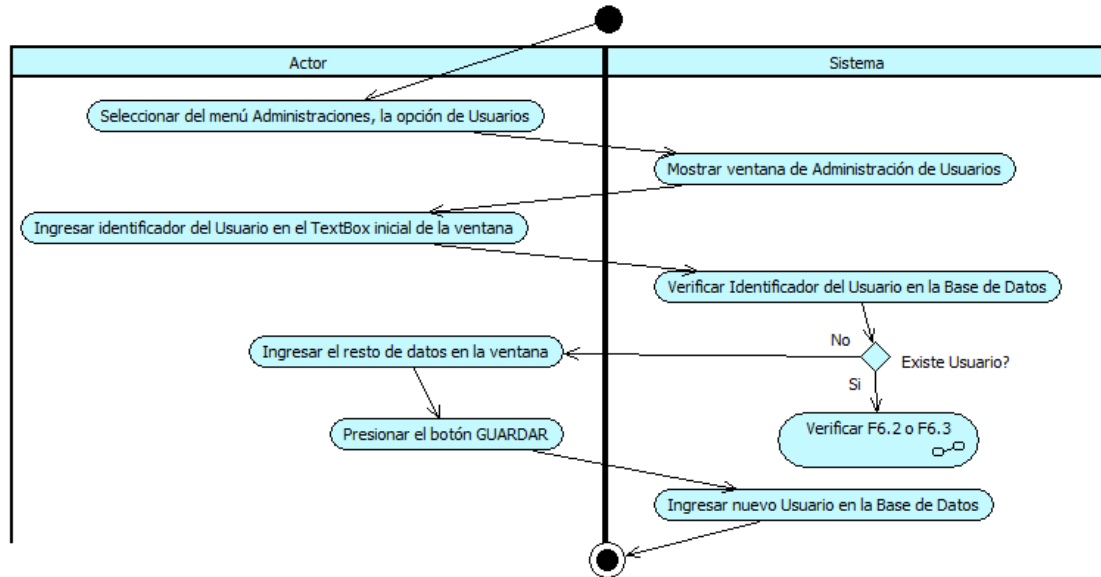 Actor
Sistema
Seleccionar del menú Administraciones, la opción de Usuarios
Mostrar ventana de Administración de Usuarios
Ingresar identificador del Usuario en el TextBox inicial de la ventana
Verificar Identificador del Usuario en la Base de Datos
No
Existe Usuario?
Ingresar el resto de datos en la ventana
Si
Verificar F6.2 o F6.3
Presionar el botón GUARDAR
Ingresar nuevo Usuario en la Base de Datos